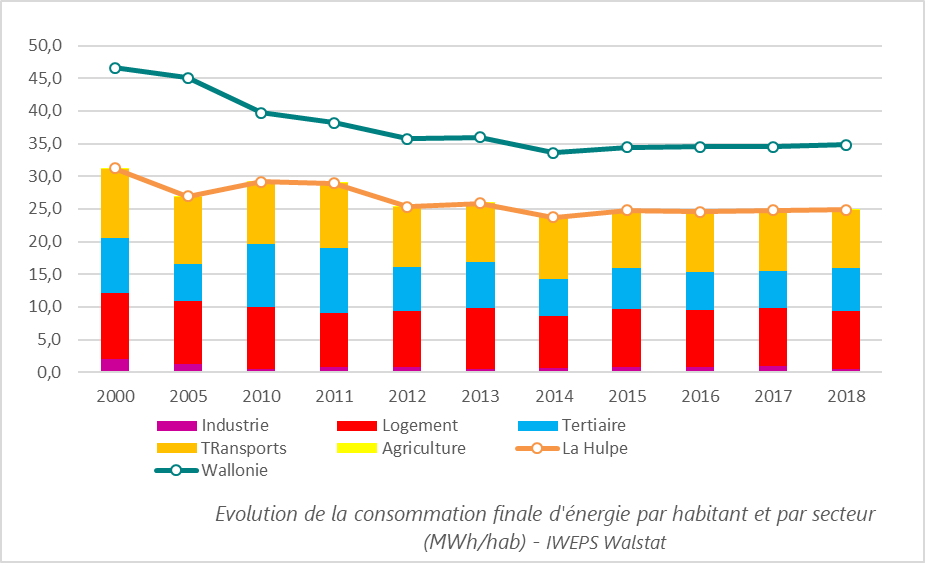 50,0
45,0
40,0
35,0
30,0
25,0
20,0
15,0
10,0
5,0
0,0
2000 2005 2010 2011 2012 2013 2014 2015 2016 2017 2018
Industrie Logement Tertiaire
TRansports Agriculture La Hulpe
Wallonie
Evolution de la consommation finale d'énergie par habitant et par secteur
(MWh/hab) - IWEPS Walstat